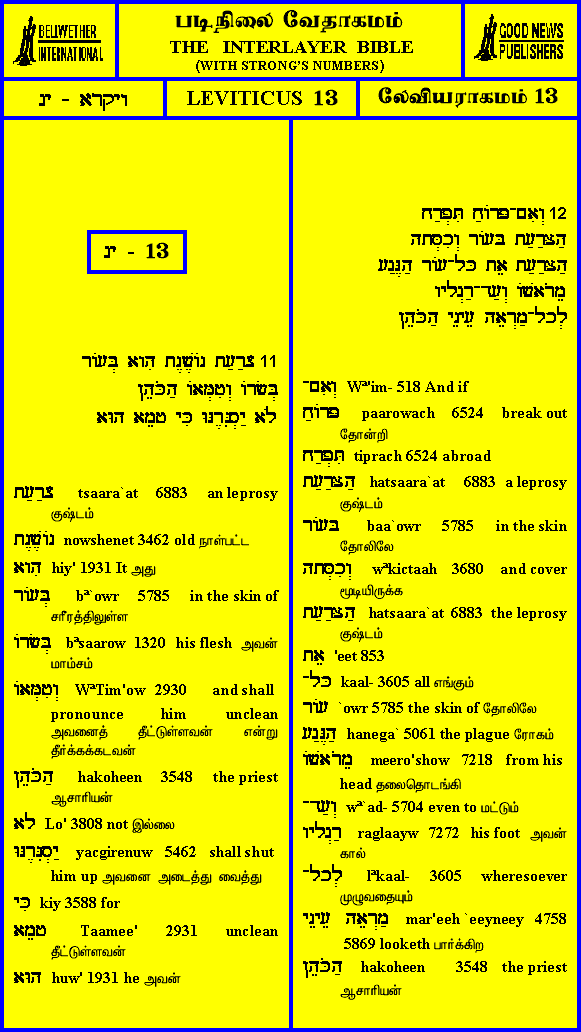 BELLWETHER
INTERNATIONAL
படிநிலை வேதாகமம்
THE INTERLAYER BIBLE
(WITH STRONG'S NUMBERS)
GOOD NEWS
PUBLISHERS
ויקרא - יג
LEVITICUS 13
லேவியராகமம் 13
יג - 13
11 צָרַעַת נוֹשֶׁנֶת הִוא בְּעוֹר
בְּשָׂרוֹ וְטִמְּאוֹ הַכֹּהֵן
לֹא יַסְגִּרֶנּוּ כִּי טָמֵא הוּא
צָרַעַת tsaara`at 6883 an leprosy
குஷ்டம்
נוֹשֶׁנֶת nowshenet 3462 old நாள்பட்ட
הִוא hiy' 1931 It அது
בְּעוֹר bª`owr 5785 in the skin of
சரீரத்திலுள்ள
בְּשָׂרוֹ bªsaarow 1320 his flesh அவன்
மாம்சம்
וְטִמְּאוֹ WªTim'ow 2930 and shall
pronounce him unclean
அவனைத் தீட்டுள்ளவன் என்று
தீர்க்கக்கடவன்
הַכֹּהֵן hakoheen 3548 the priest
ஆசாரியன்
לֹא Lo' 3808 not இல்லை
יַסְגִּרֶנּוּ yacgirenuw 5462 shall shut
him up அவனை அடைத்து வைத்து
כִּי kiy 3588 for
טָמֵא Taamee' 2931 unclean
தீட்டுள்ளவன்
הוּא huw' 1931 he அவன்
12 וְאִם־פָּרוֹחַ תִּפְרַח
הַצָּרַעַת בָּעוֹר וְכִסְּתָה
הַצָּרַעַת אֵת כָּל־עוֹר הַנֶּגַע
מֵרֹאשׁוֹ וְעַד־רַגְלָיו
לְכָל־מַרְאֵה עֵינֵי הַכֹּהֵן
וְאִם־ Wª'im- 518 And if
פָּרוֹחַ paarowach 6524 break out
தோன்றி
תִּפְרַח tiprach 6524 abroad
הַצָּרַעַת hatsaara`at 6883 a leprosy
குஷ்டம்
בָּעוֹר baa`owr 5785 in the skin
தோலிலே
וְכִסְּתָה wªkictaah 3680 and cover
மூடியிருக்க
הַצָּרַעַת hatsaara`at 6883 the leprosy
குஷ்டம்
אֵת 'eet 853
כָּל־ kaal- 3605 all எங்கும்
עוֹר `owr 5785 the skin of தோலிலே
הַנֶּגַע hanega` 5061 the plague ரோகம்
מֵרֹאשׁוֹ meero'show 7218 from his
head தலைதொடங்கி
וְעַד־ wª`ad- 5704 even to மட்டும்
רַגְלָיו raglaayw 7272 his foot அவன்
கால்
לְכָל־ lªkaal- 3605 wheresoever
முழுவதையும்
מַרְאֵה עֵינֵי mar'eeh `eeyneey 4758
5869 looketh பார்க்கிற
הַכֹּהֵן hakoheen 3548 the priest
ஆசாரியன்